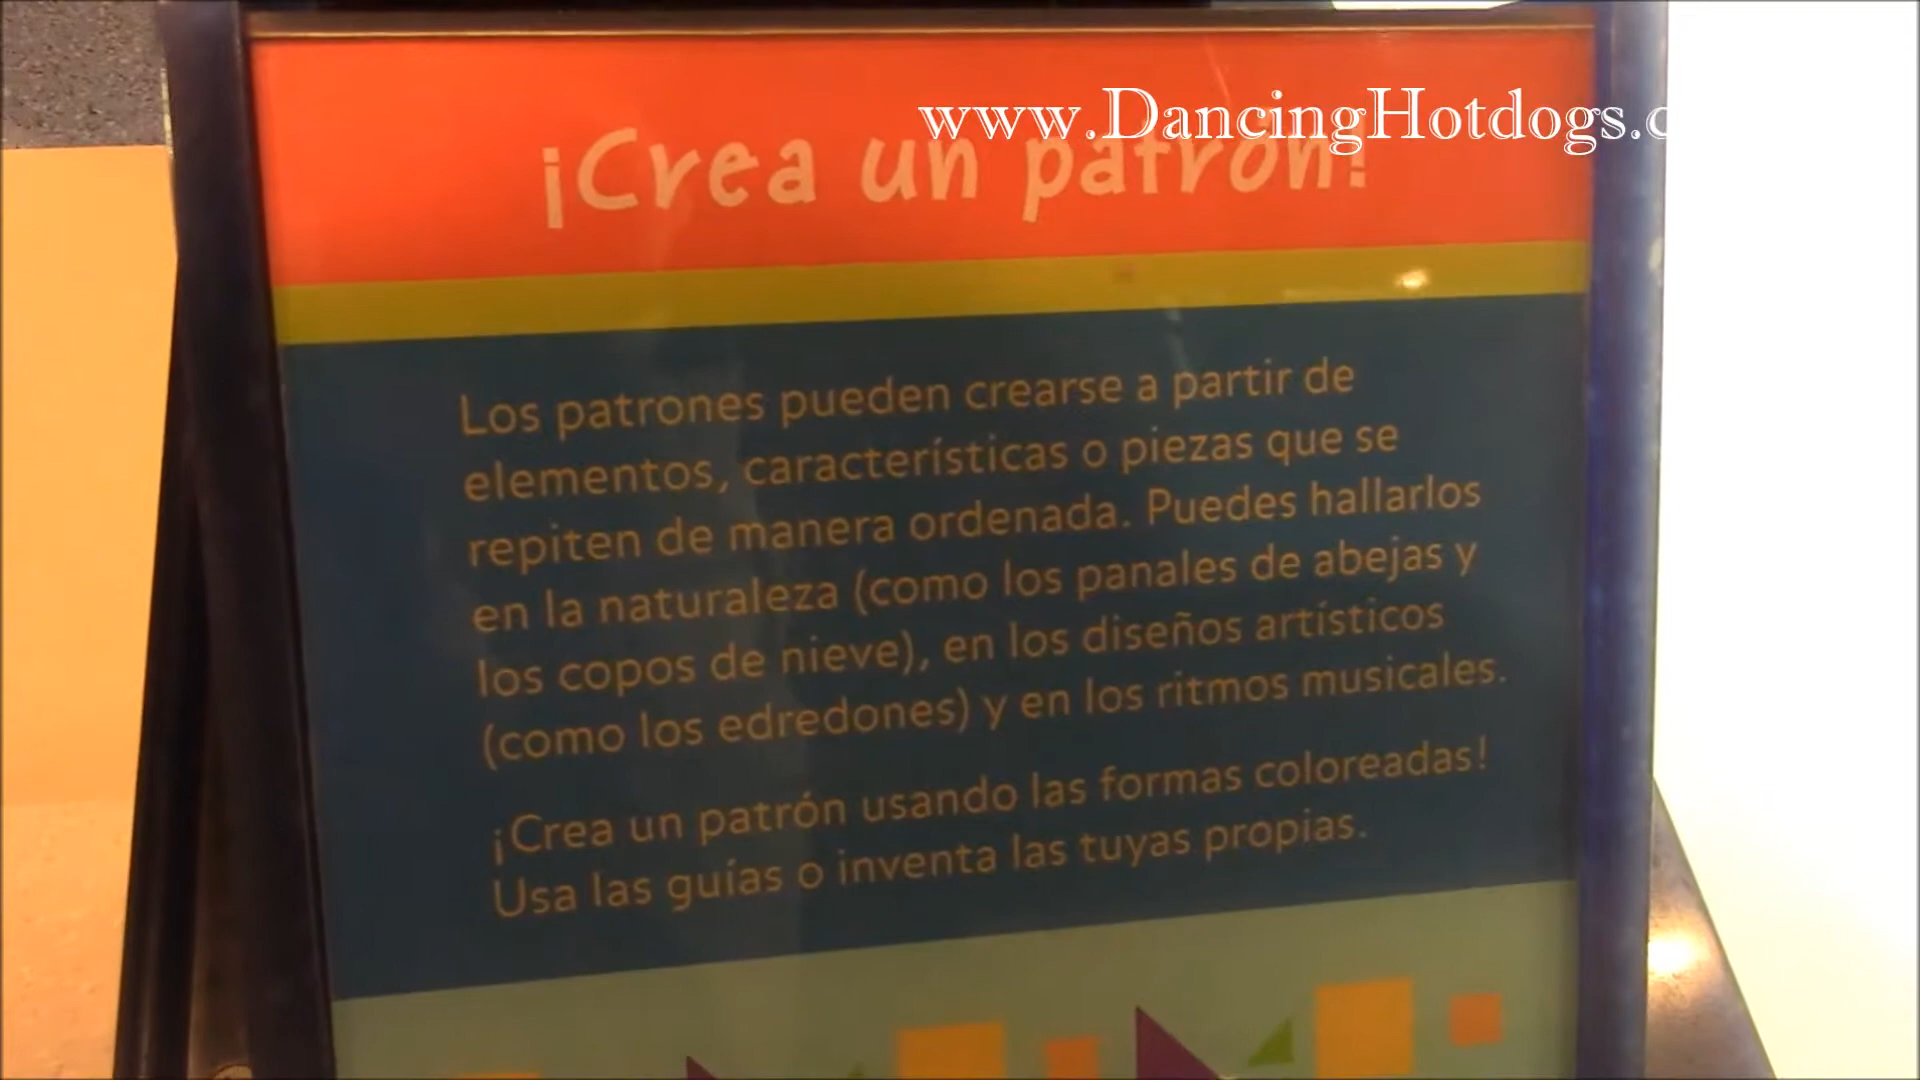 www.DancingHotdogs.c
¡Crea un patrón!
Los patrones pueden crearse a partir de
elementos, características o piezas que se
repiten de manera ordenada. Puedes hallarlos
en la naturaleza (como los panales de abejas y
los copos de nieve), en los diseños artísticos
(como los edredones) y en los ritmos musicales.
¡Crea un patrón usando las formas coloreadas!
Usa las guías o inventa las tuyas propias.